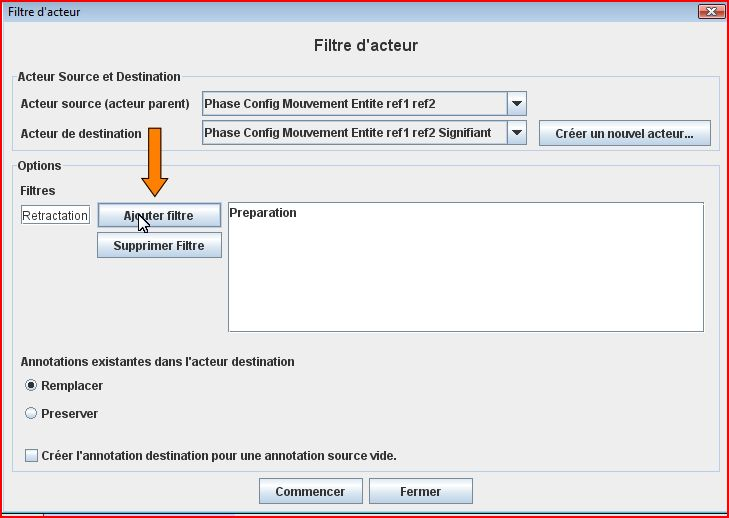 Filtre d'acteur
Filtre d'acteur
Acteur Source et Destination
Acteur source (acteur parent) Phase Config Mouvement Entite ref1 ref2
Acteur de destination Phase Config Mouvement Entite ref1 ref2 Signifiant Créer un nouvel acteur...
Options
Filtres
Retractation Ajouter filtre Preparation
Supprimer Filtre
Annotations existantes dans l'acteur destination
Remplacer
Preserver
Créer l'annotation destination pour une annotation source vide.
Commencer Fermer